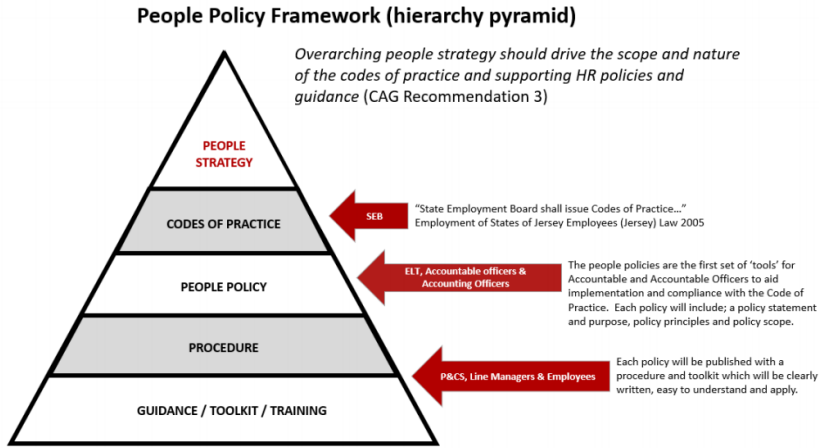 People Policy Framework (hierarchy pyramid)
Overarching people strategy should drive the scope and nature
of the codes of practice and supporting HR policies and
guidance (CAG Recommendation 3)
PEOPLE
STRATEGY
CODES OF PRACTICE
SEB
“State Employment Board shall issue Codes of Practice…”
Employment of States of Jersey Employees (Jersey) Law 2005
PEOPLE POLICY
ELT, Accountable officers &
Accounting Officers
The people policies are the first set of ‘tools’ for
Accountable and Accountable Officers to aid
implementation and compliance with the Code of
Practice.  Each policy will include; a policy statement
and purpose, policy principles and policy scope.
PROCEDURE
P&CS, Line Managers & Employees
Each policy will be published with a
procedure and toolkit which will be clearly
written, easy to understand and apply.
GUIDANCE / TOOLKIT / TRAINING